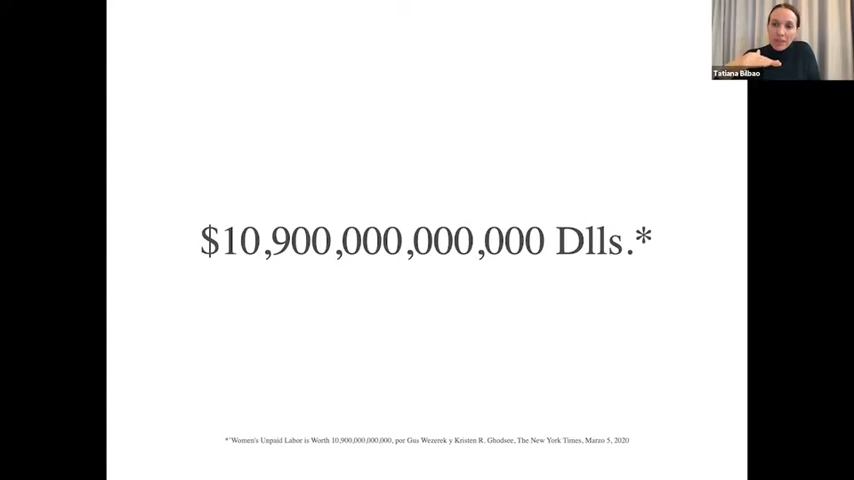 Tatiana Bilbao
$10,900,000,000,000 Dlls.*
*"Women's Unpaid Labor is Worth 10,900,000,000,000, por Gus Wezerek y Kristen R. Ghodsee, The New York Times, Marzo 5, 2020